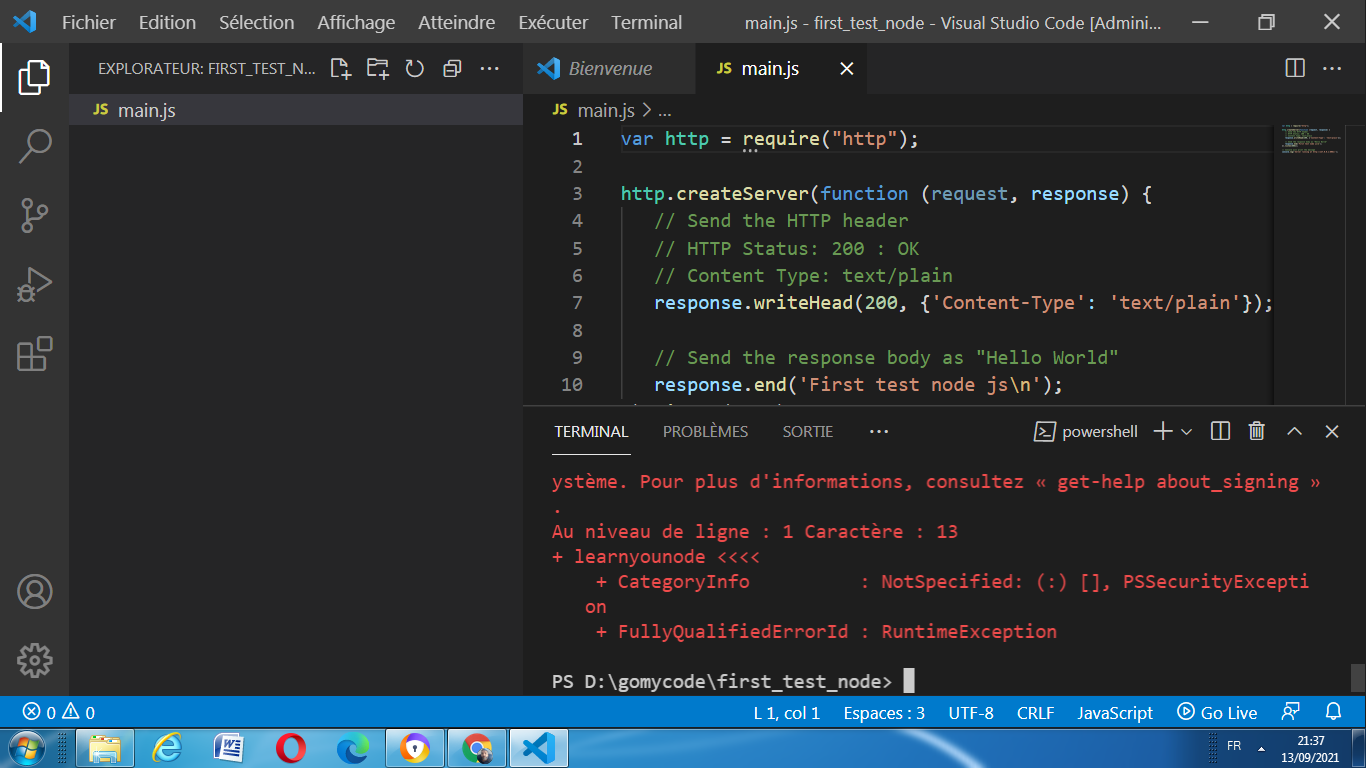 Fichier Edition Sélection Affichage Atteindre Exécuter Terminal main.js - first_test_node - Visual Studio Code [Admini...
EXPLORATEUR: FIRST_TEST_N...
JS main.js
Bienvenue
JS main.js
JS main.js > ...
1 var http = require("http");
2
3 http.createServer(function (request, response) {
4 // Send the HTTP header
5 // HTTP Status: 200 : OK
6 // Content Type: text/plain
7 response.writeHead(200, {'Content-Type': 'text/plain'});
8
9 // Send the response body as "Hello World"
10 response.end('First test node js\n');
TERMINAL PROBLÈMES SORTIE ... powershell
ystème. Pour plus d'informations, consultez « get-help about_signing »
.
Au niveau de ligne : 1 Caractère : 13
+ learnyounode <<<<
+ CategoryInfo : NotSpecified: (:) [], PSSecurityExcepti
on
+ FullyQualifiedErrorId : RuntimeException
PS D:\gomycode\first_test_node>
0 0 L 1, col 1 Espaces : 3 UTF-8 CRLF JavaScript Go Live
FR 21:37
13/09/2021